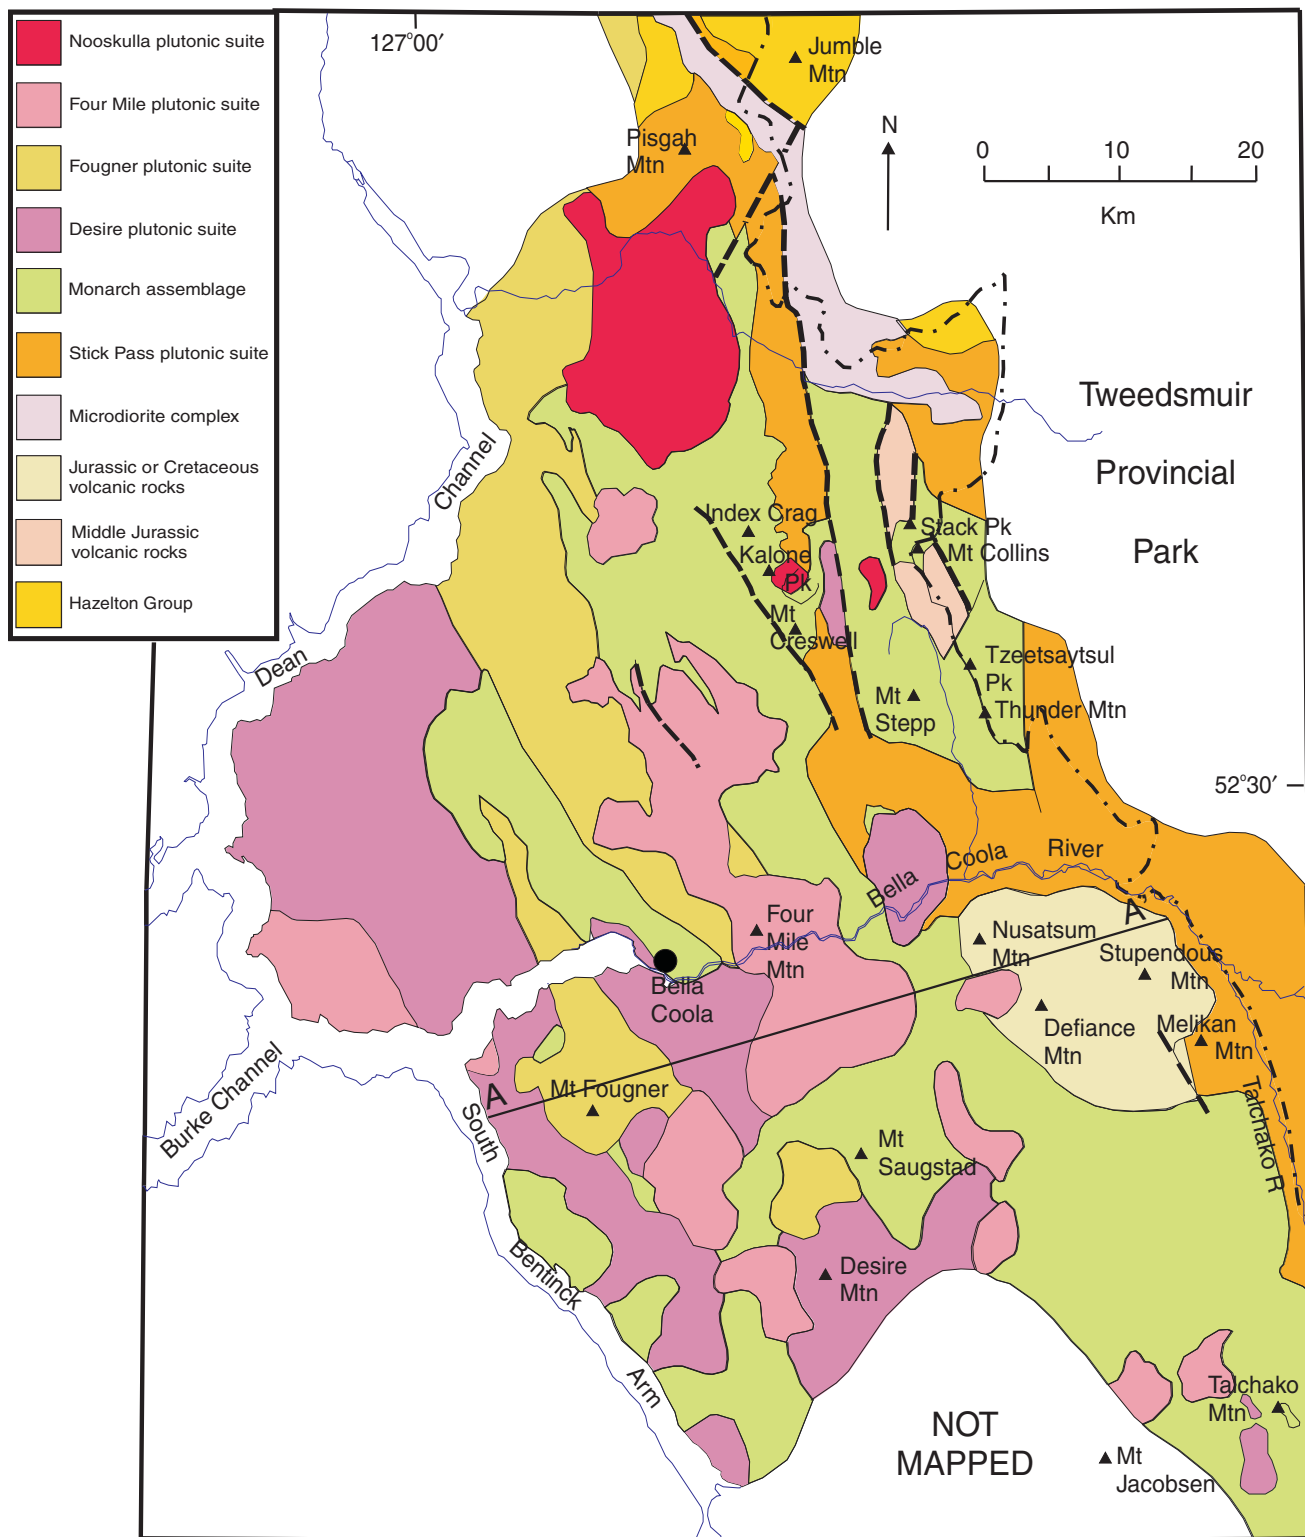 Nooskulla plutonic suite
Four Mile plutonic suite
Fougner plutonic suite
Desire plutonic suite
Monarch assemblage
Stick Pass plutonic suite
Microdiorite complex
Jurassic or Cretaceous
volcanic rocks
Middle Jurassic
volcanic rocks
Hazelton Group
127°00′
Jumble
Mtn
Pisgah
Mtn
N
0 10 20
Km
Tweedsmuir
Provincial
Park
Channel
Dean
Index Crag
Kalone
Pk
Mt
Creswell
Stack Pk
Mt Collins
Tzeetsaytsul
Pk
Thunder Mtn
Mt
Stepp
52°30′
Bella Coola River
Four
Mile
Mtn
Nusatsum
Mtn
A
Stupendous
Mtn
Defiance
Mtn
Melikan
Mtn
Bella
Coola
Burke Channel
A
Mt Fougner
South
Bentinck
Arm
Talchako R
Mt
Saugstad
Desire
Mtn
Talchako
Mtn
NOT
MAPPED
Mt
Jacobsen